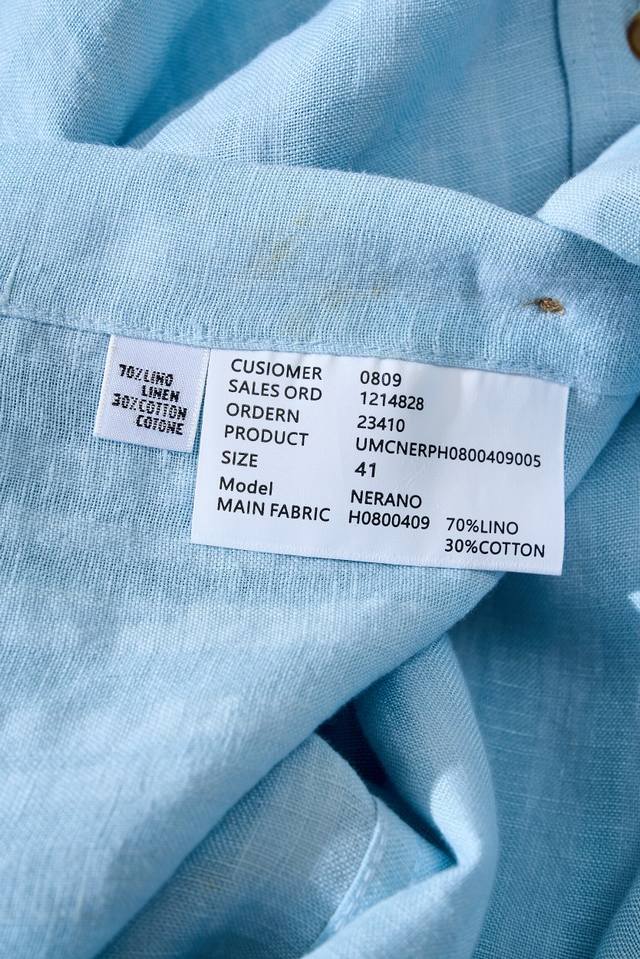 70%LINO
LINEN
30%COTTON
COTONE
CUSIOMER 0809
SALES ORD 1214828
ORDERN 23410
PRODUCT UMCNERPH0800409005
SIZE 41
Model NERANO
MAIN FABRIC H0800409 70%LINO
30%COTTON